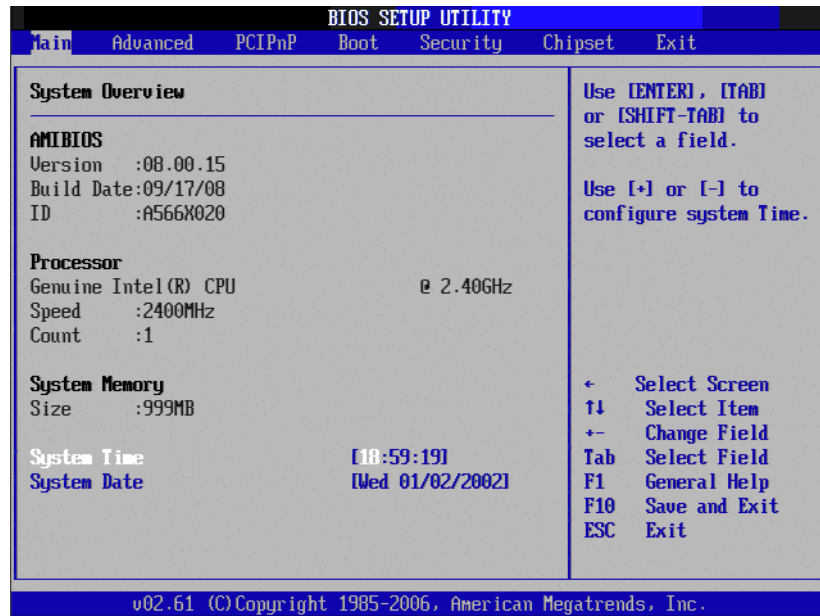 BIOS SETUP UTILITY
Main Advanced PCIPnP Boot Security Chipset Exit
System Overview
AMIBIOS
Version :08.00.15
Build Date:09/17/08
ID :A566X020
Processor
Genuine Intel(R) CPU @ 2.40GHz
Speed :2400MHz
Count :1
System Memory
Size :999MB
System Time [18:59:19]
System Date [Wed 01/02/2002]
Use [ENTER], [TAB]
or [SHIFT-TAB] to
select a field.
Use [+] or [-] to
configure system Time.
← Select Screen
↑↓ Select Item
+- Change Field
Tab Select Field
F1 General Help
F10 Save and Exit
ESC Exit
v02.61 (C)Copyright 1985-2006, American Megatrends, Inc.